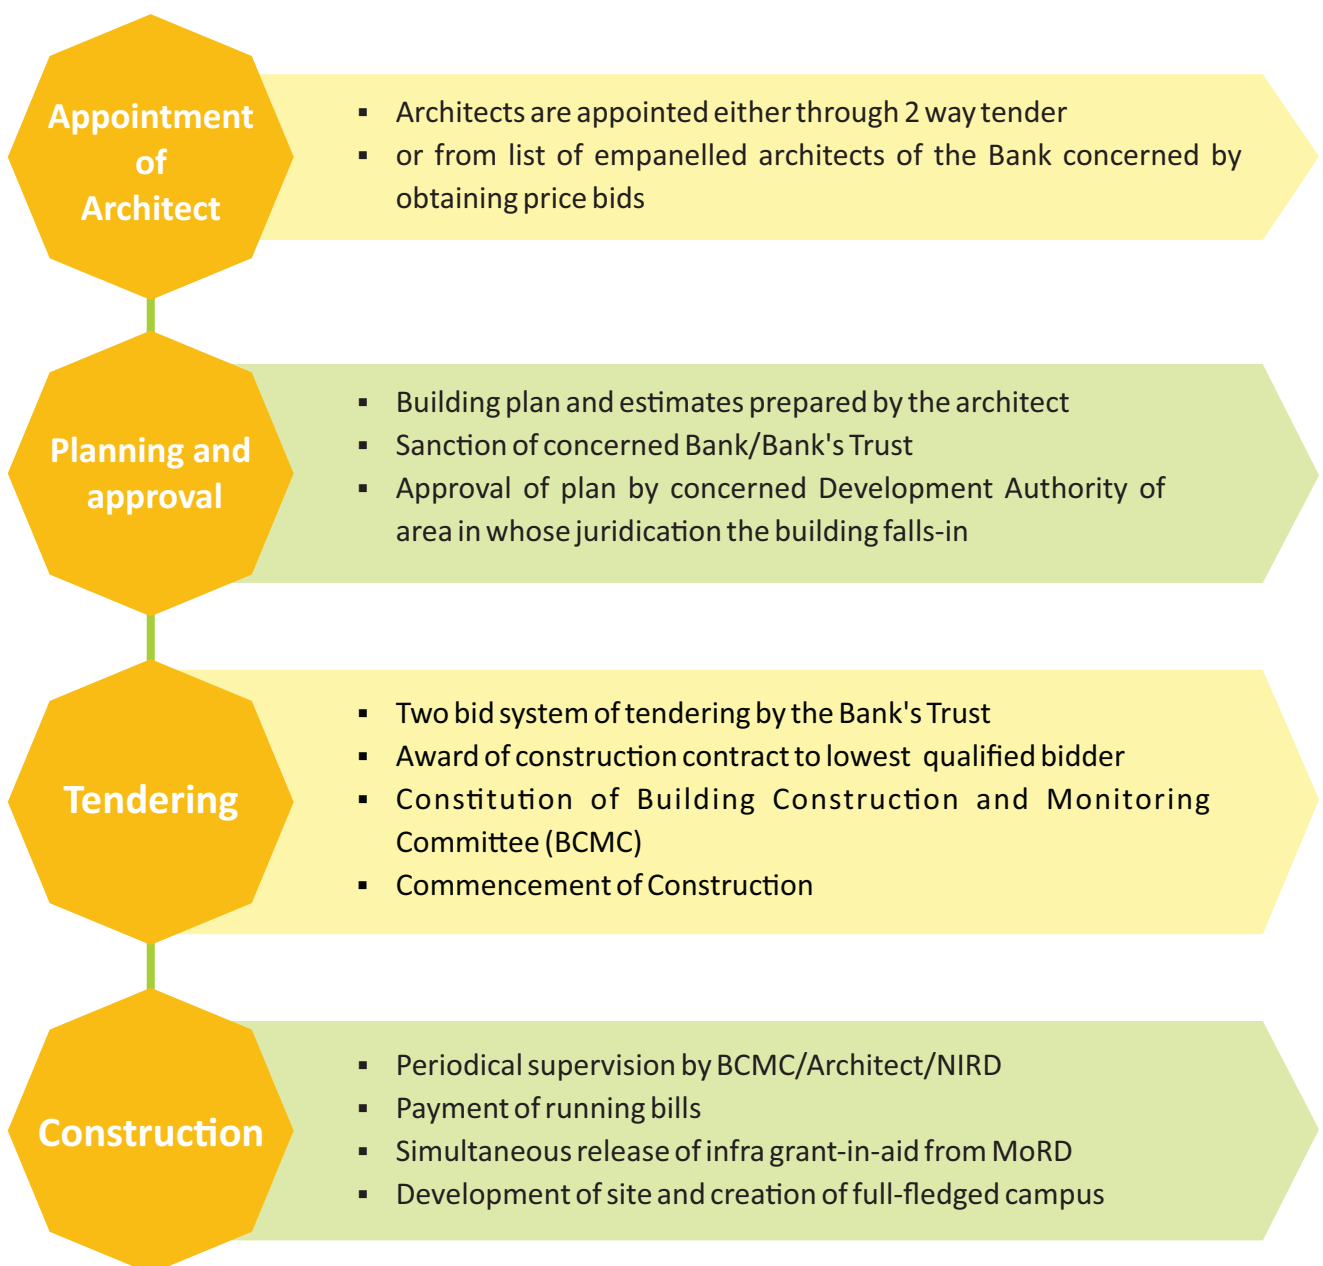 Appointment
of
Architect
▪ Architects are appointed either through 2 way tender
▪ or from list of empanelled architects of the Bank concerned by
obtaining price bids
Planning and
approval
▪ Building plan and estimates prepared by the architect
▪ Sanction of concerned Bank/Bank's Trust
▪ Approval of plan by concerned Development Authority of
area in whose juridication the building falls-in
Tendering
▪ Two bid system of tendering by the Bank's Trust
▪ Award of construction contract to lowest qualified bidder
▪ Constitution of Building Construction and Monitoring
Committee (BCMC)
▪ Commencement of Construction
Construction
▪ Periodical supervision by BCMC/Architect/NIRD
▪ Payment of running bills
▪ Simultaneous release of infra grant-in-aid from MoRD
▪ Development of site and creation of full-fledged campus